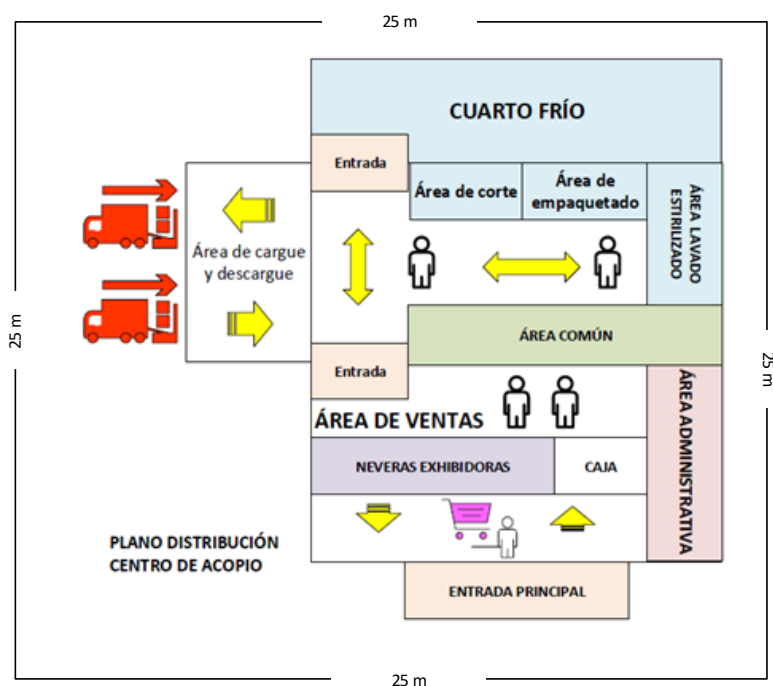 25 m
CUARTO FRÍO
Entrada
Área de corte
Área de
empaquetado
ÁREA LAVADO
ESTIRILIZADO
Área de cargue
y descargue
25 m
ÁREA COMÚN
25 m
Entrada
ÁREA DE VENTAS
ÁREA ADMINISTRATIVA
NEVERAS EXHIBIDORAS
CAJA
PLANO DISTRIBUCIÓN
CENTRO DE ACOPIO
ENTRADA PRINCIPAL
25 m